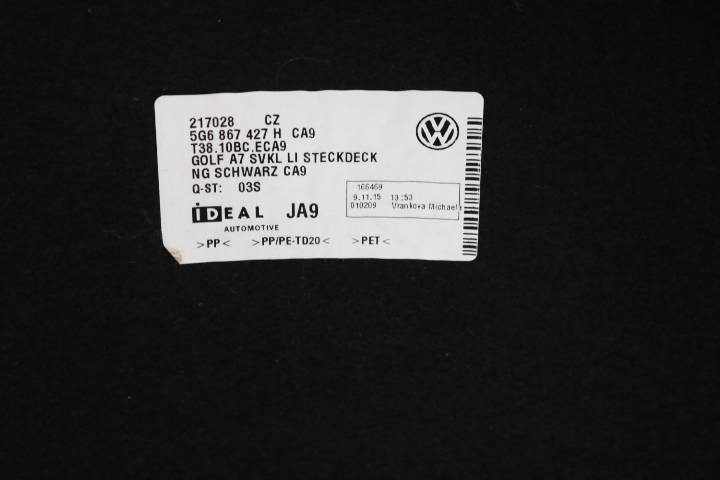 217028 CZ
5G6 867 427 H CA9
T38.10BC.ECA9
GOLF A7 SVKL LI STECKDECK
NG SCHWARZ CA9
Q-ST: 03S
166469
9.11.15 13:53
010209 Vrankova Michaela
iDEAL JA9
AUTOMOTIVE
>PP< >PP/PE-TD20< >PET<